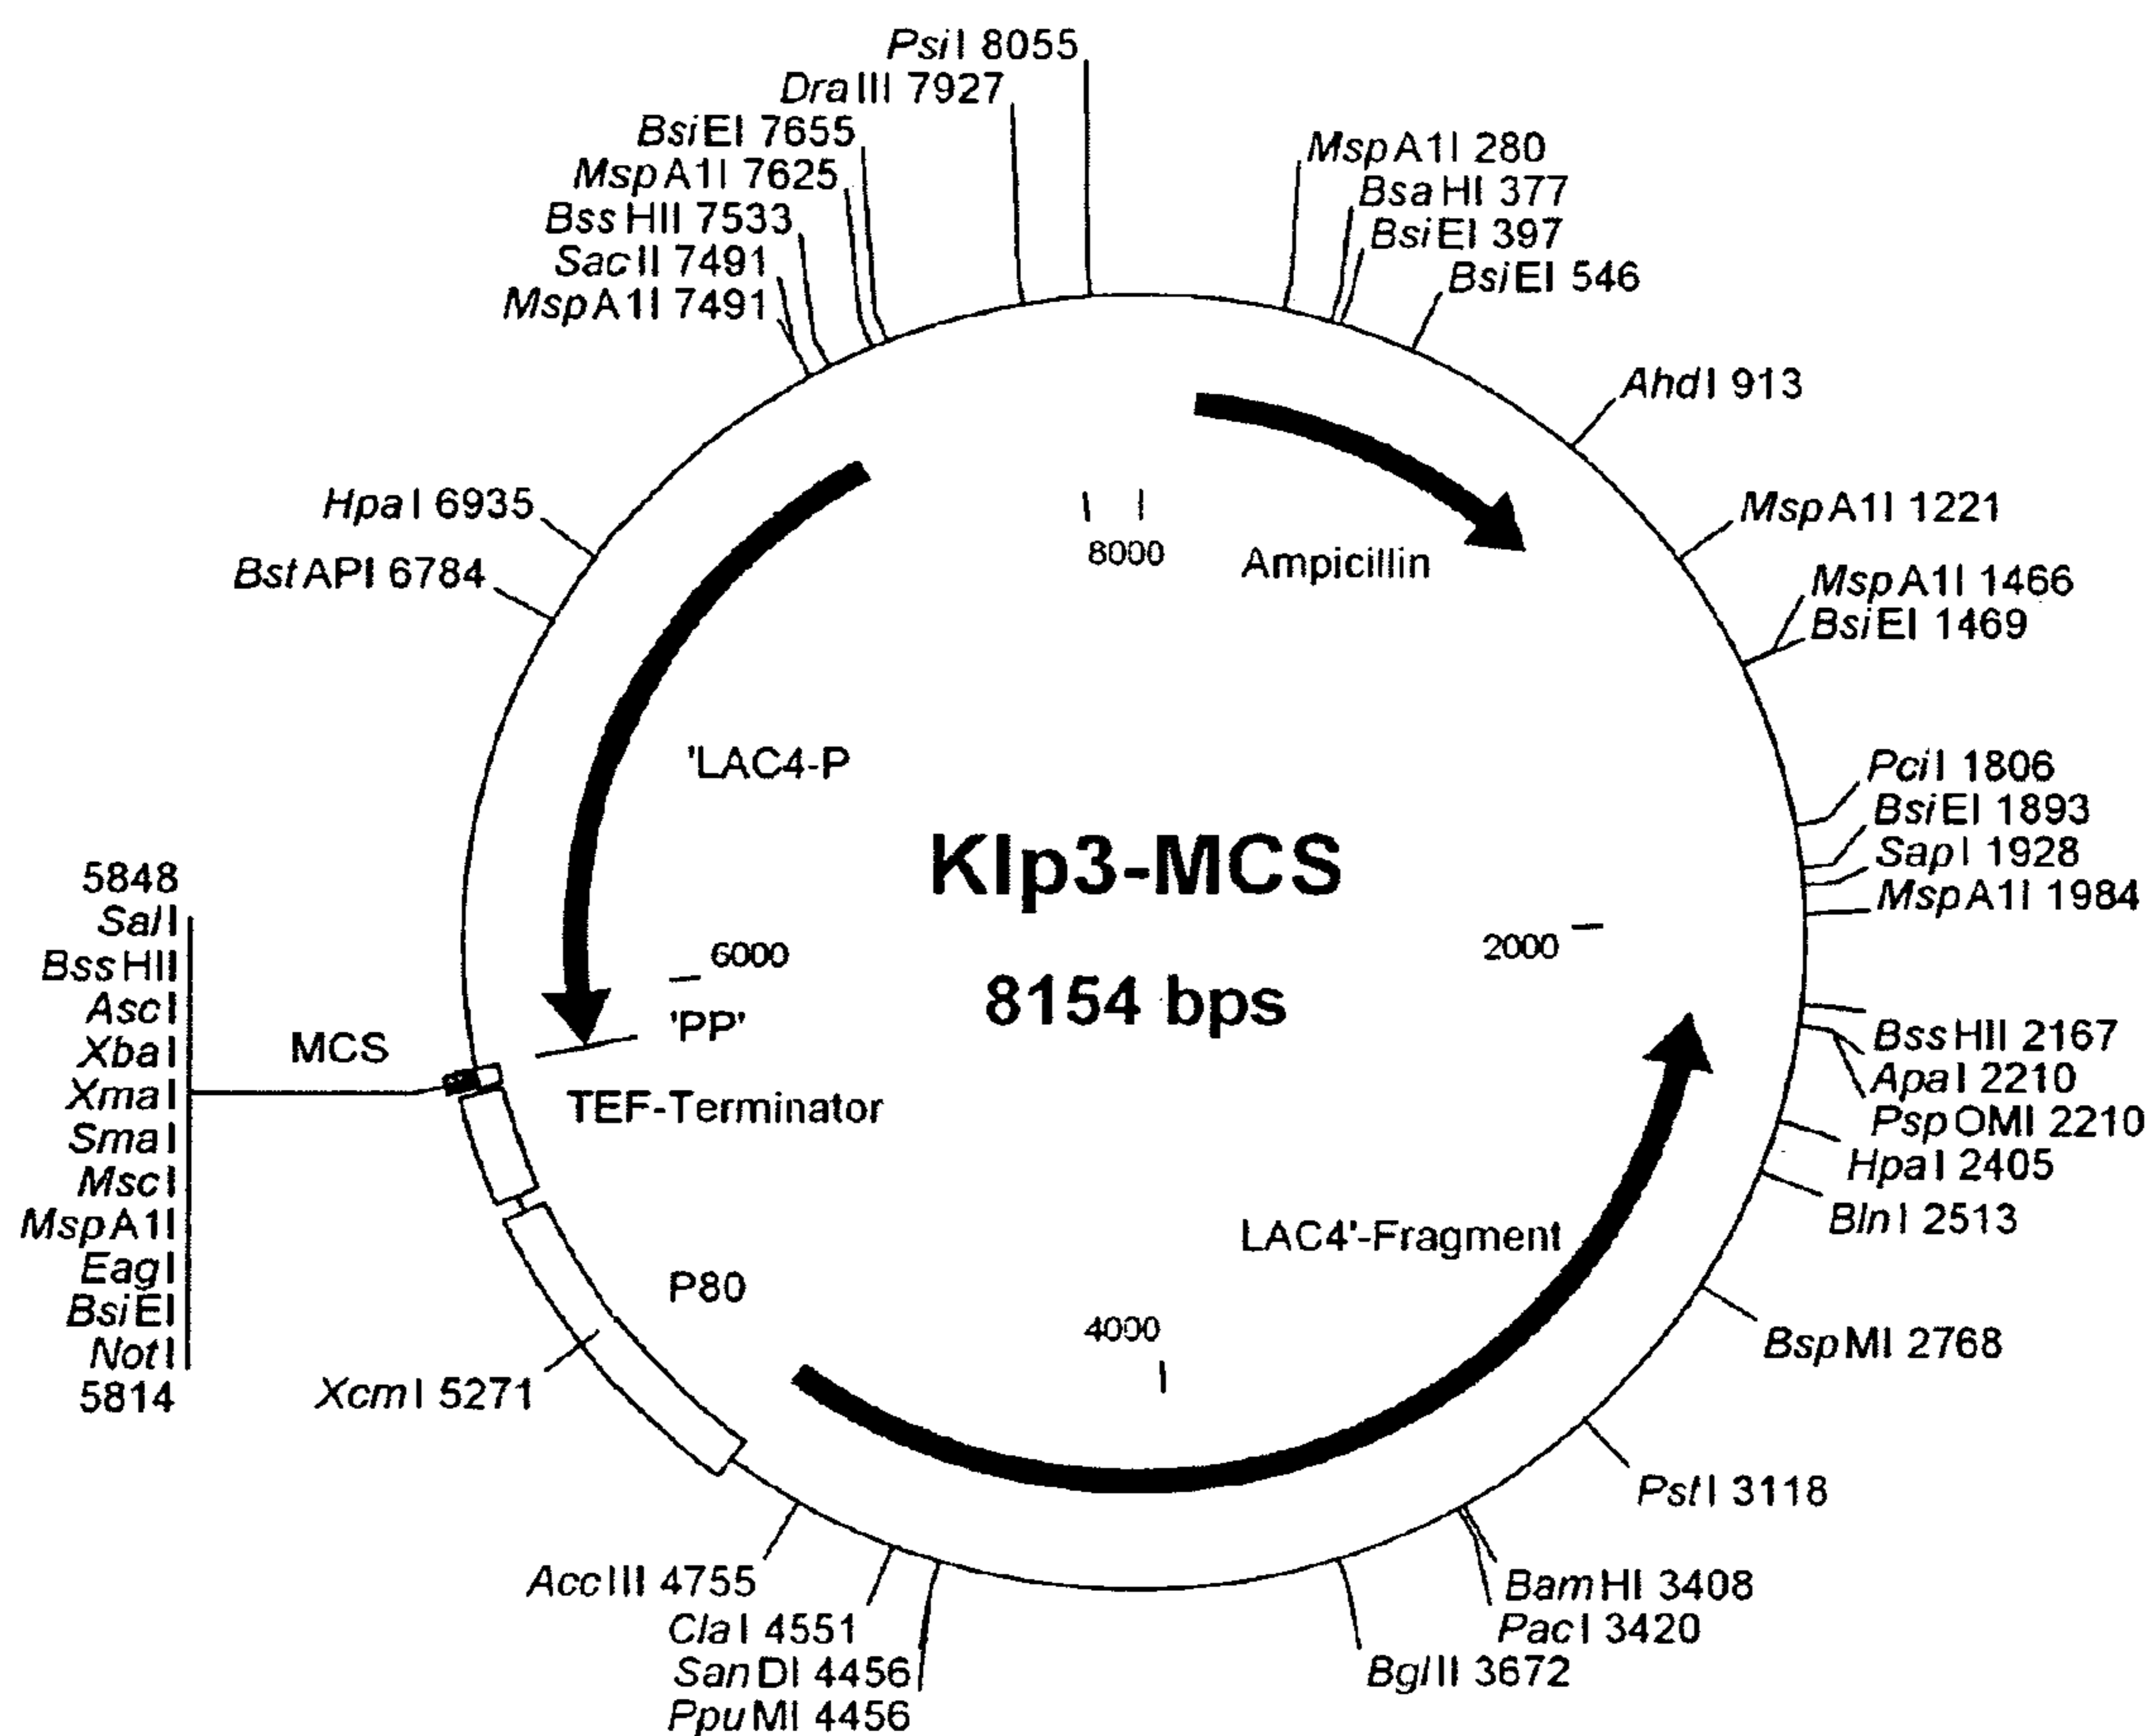 PsiI 8055
DraIII 7927
BsiEI 7655
MspA1I 7625
BssHII 7533
SacII 7491
MspA1I 7491
HpaI 6935
BstAPI 6784
MspA1I 280
BsaHI 377
BsiEI 397
BsiEI 546
AhdI 913
MspA1I 1221
MspA1I 1466
BsiEI 1469
PciI 1806
BsiEI 1893
SapI 1928
MspA1I 1984
BssHII 2167
ApaI 2210
PspOMI 2210
HpaI 2405
BlnI 2513
BspMI 2768
PstI 3118
BamHI 3408
PacI 3420
BglII 3672
PpuMI 4456
SanDI 4456
ClaI 4551
AccIII 4755
XcmI 5271
5848
SalI
BssHII
AscI
XbaI
XmaI
SmaI
MscI
MspA1I
EagI
BsiEI
NotI
5814
MCS
8000
Ampicillin
'LAC4-P
Klp3-MCS
8154 bps
6000
2000
'PP'
TEF-Terminator
LAC4'-Fragment
P80
4000